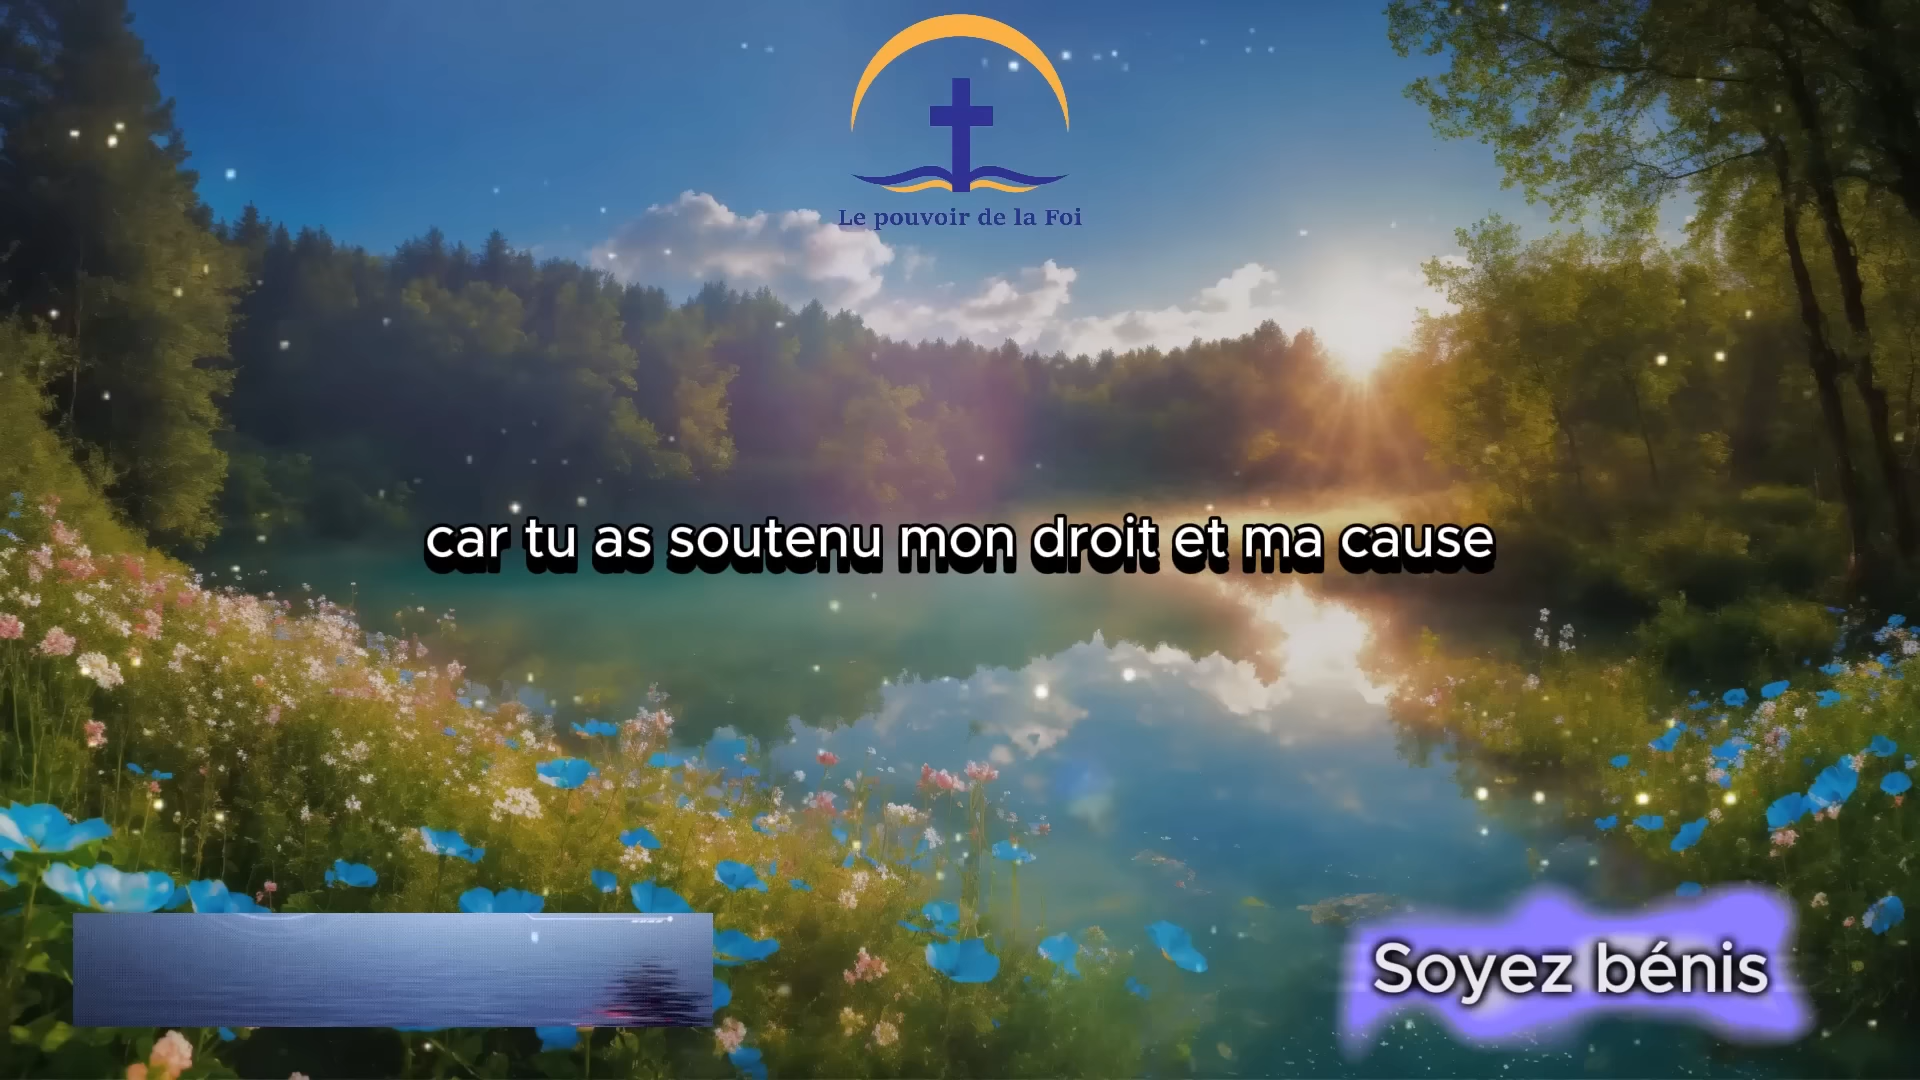 Le pouvoir de la Foi
car tu as soutenu mon droit et ma cause
Soyez bénis